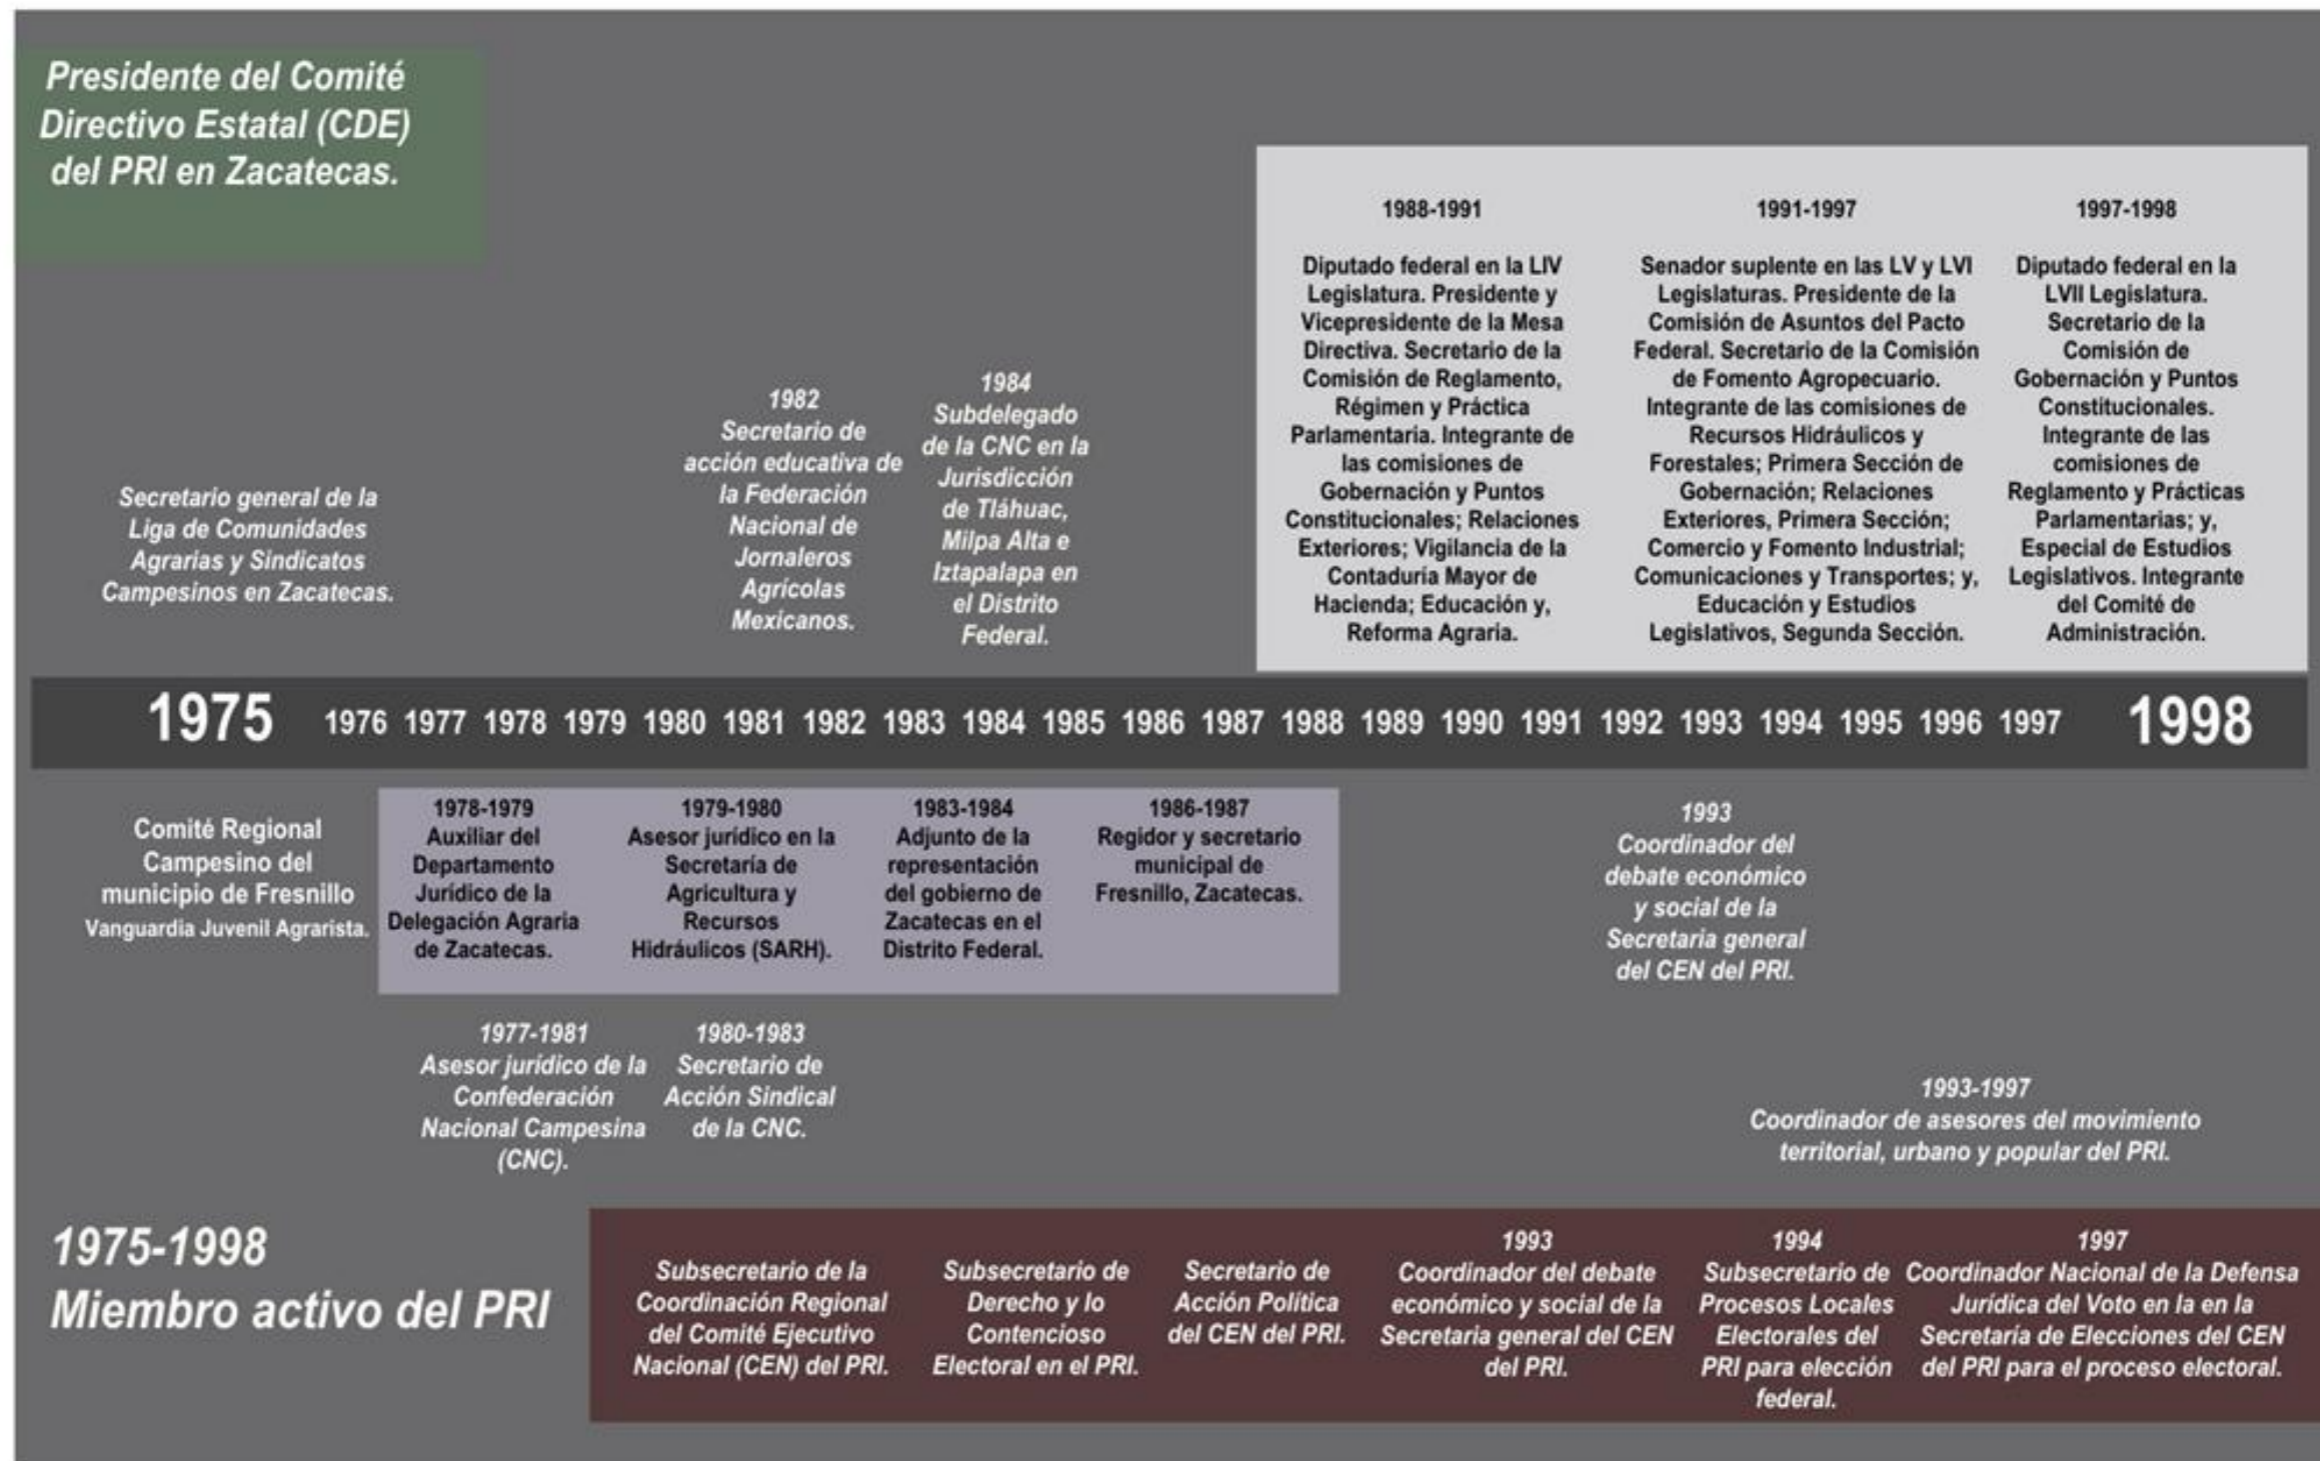 Presidente del Comité
Directivo Estatal (CDE)
del PRI en Zacatecas.
Secretario general de la
Liga de Comunidades
Agrarias y Sindicatos
Campesinos en Zacatecas.
1982
Secretario de
acción educativa de
la Federación
Nacional de
Jornaleros
Agrícolas
Mexicanos.
1984
Subdelegado
de la CNC en la
Jurisdicción
de Tláhuac,
Milpa Alta e
Iztapalapa en
el Distrito
Federal.
1988-1991
Diputado federal en la LIV
Legislatura. Presidente y
Vicepresidente de la Mesa
Directiva. Secretario de la
Comisión de Reglamento,
Régimen y Práctica
Parlamentaria. Integrante de
las comisiones de
Gobernación y Puntos
Constitucionales; Relaciones
Exteriores; Vigilancia de la
Contaduría Mayor de
Hacienda; Educación y,
Reforma Agraria.
1991-1997
Senador suplente en las LV y LVI
Legislaturas. Presidente de la
Comisión de Asuntos del Pacto
Federal. Secretario de la Comisión
de Fomento Agropecuario.
Integrante de las comisiones de
Recursos Hidráulicos y
Forestales; Primera Sección de
Gobernación; Relaciones
Exteriores, Primera Sección;
Comercio y Fomento Industrial;
Comunicaciones y Transportes; y,
Educación y Estudios
Legislativos, Segunda Sección.
1997-1998
Diputado federal en la
LVII Legislatura.
Secretario de la
Comisión de
Gobernación y Puntos
Constitucionales.
Integrante de las
comisiones de
Reglamento y Prácticas
Parlamentarias; y,
Especial de Estudios
Legislativos. Integrante
del Comité de
Administración.
1975 1976 1977 1978 1979 1980 1981 1982 1983 1984 1985 1986 1987 1988 1989 1990 1991 1992 1993 1994 1995 1996 1997 1998
Comité Regional
Campesino del
municipio de Fresnillo
Vanguardia Juvenil Agrarista.
1978-1979
Auxiliar del
Departamento
Jurídico de la
Delegación Agraria
de Zacatecas.
1979-1980
Asesor jurídico en la
Secretaría de
Agricultura y
Recursos
Hidráulicos (SARH).
1983-1984
Adjunto de la
representación
del gobierno de
Zacatecas en el
Distrito Federal.
1986-1987
Regidor y secretario
municipal de
Fresnillo, Zacatecas.
1993
Coordinador del
debate económico
y social de la
Secretaria general
del CEN del PRI.
1977-1981
Asesor jurídico de la
Confederación
Nacional Campesina
(CNC).
1980-1983
Secretario de
Acción Sindical
de la CNC.
1993-1997
Coordinador de asesores del movimiento
territorial, urbano y popular del PRI.
1975-1998
Miembro activo del PRI
Subsecretario de la
Coordinación Regional
del Comité Ejecutivo
Nacional (CEN) del PRI.
Subsecretario de
Derecho y lo
Contencioso
Electoral en el PRI.
Secretario de
Acción Política
del CEN del PRI.
1993
Coordinador del debate
económico y social de la
Secretaria general del CEN
del PRI.
1994
Subsecretario de
Procesos Locales
Electorales del
PRI para elección
federal.
1997
Coordinador Nacional de la Defensa
Jurídica del Voto en la en la
Secretaría de Elecciones del CEN
del PRI para el proceso electoral.